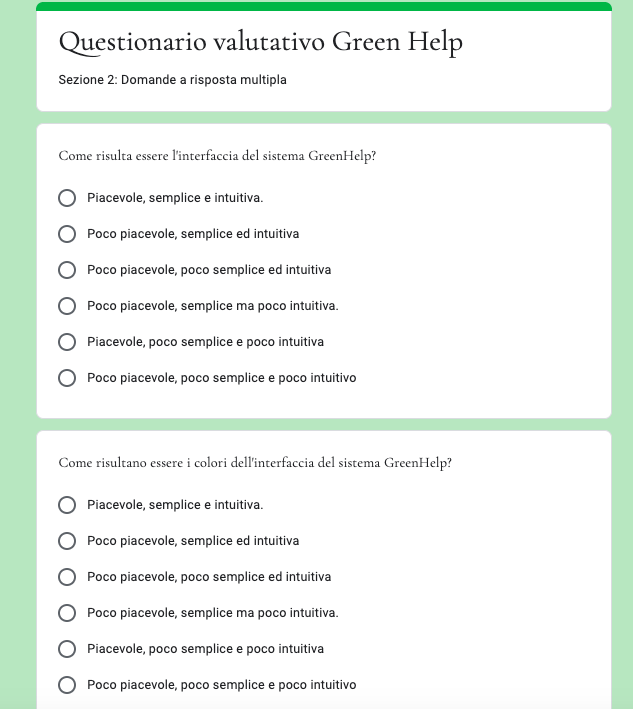 Questionario valutativo Green Help
Sezione 2: Domande a risposta multipla
Come risulta essere l'interfaccia del sistema GreenHelp?
Piacevole, semplice e intuitiva.
Poco piacevole, semplice ed intuitiva
Poco piacevole, poco semplice ed intuitiva
Poco piacevole, semplice ma poco intuitiva.
Piacevole, poco semplice e poco intuitiva
Poco piacevole, poco semplice e poco intuitivo
Come risultano essere i colori dell'interfaccia del sistema GreenHelp?
Piacevole, semplice e intuitiva.
Poco piacevole, semplice ed intuitiva
Poco piacevole, poco semplice ed intuitiva
Poco piacevole, semplice ma poco intuitiva.
Piacevole, poco semplice e poco intuitiva
Poco piacevole, poco semplice e poco intuitivo